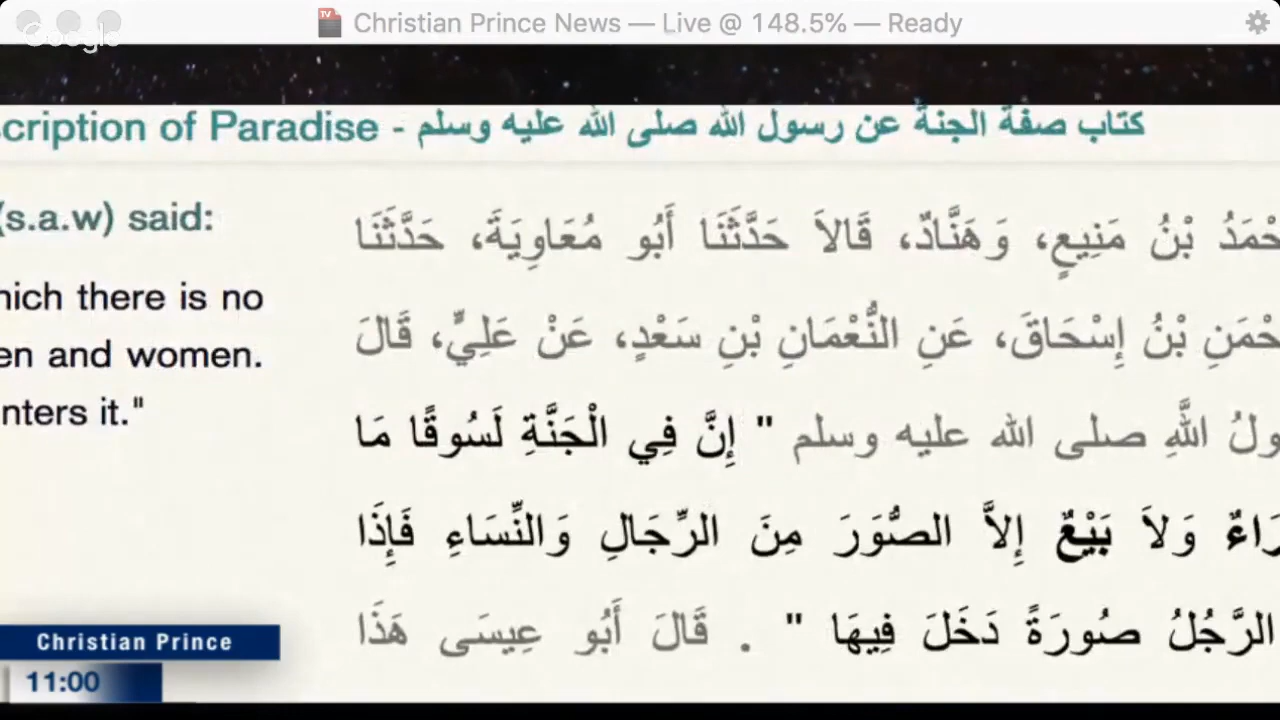 Christian Prince News — Live @ 148.5% — Ready
Google
cription of Paradise - كتاب صفة الجنة عن رسول الله صلى الله عليه وسلم
(s.a.w) said:
hich there is no
en and women.
nters it."
حْمَدُ بْنُ مَنِيعٍ، وَهَنَّادٌ، قَالاَ حَدَّثَنَا أَبُو مُعَاوِيَةَ، حَدَّثَنَا
حْمَنِ بْنُ إِسْحَاقَ، عَنِ النُّعْمَانِ بْنِ سَعْدٍ، عَنْ عَلِيٍّ، قَالَ
ولُ اللَّهِ صلى الله عليه وسلم " إِنَّ فِي الْجَنَّةِ لَسُوقًا مَا
رَاءٌ وَلاَ بَيْعٌ إِلاَّ الصُّوَرَ مِنَ الرِّجَالِ وَالنِّسَاءِ فَإِذَا
الرَّجُلُ صُورَةً دَخَلَ فِيهَا " . قَالَ أَبُو عِيسَى هَذَا
Christian Prince
11:00